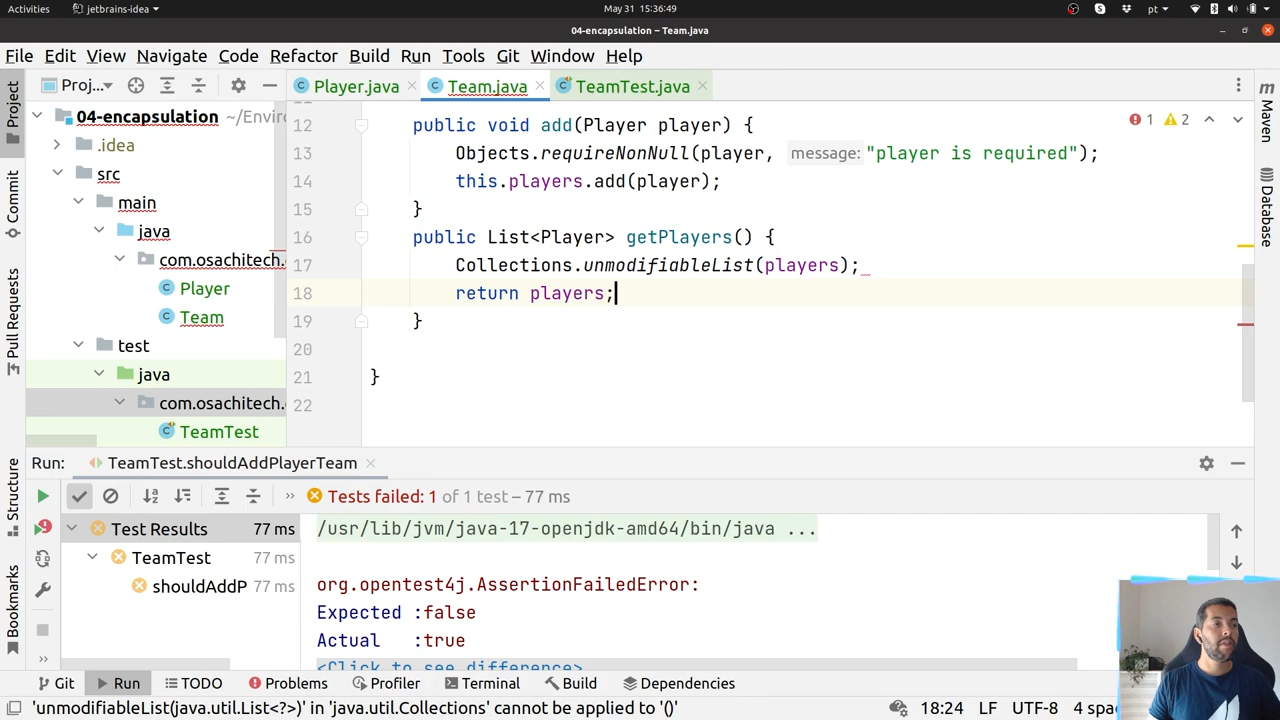 Activities
jetbrains-idea
May 31 15:36:49
pt
04-encapsulation – Team.java
File Edit View Navigate Code Refactor Build Run Tools Git Window Help
Proj...
Player.java
Team.java
TeamTest.java
Project
Commit
Pull Requests
Structure
Bookmarks
Maven
Database
04-encapsulation ~/Enviro
.idea
src
main
java
com.osachitech.
Player
Team
test
java
com.osachitech.
TeamTest
1 2
11
12 public void add(Player player) {
13 Objects.requireNonNull(player, message: "player is required");
14 this.players.add(player);
15 }
16 public List<Player> getPlayers() {
17 Collections.unmodifiableList(players);
18 return players;
19 }
20
21 }
22
Run: TeamTest.shouldAddPlayerTeam
Tests failed: 1 of 1 test – 77 ms
Test Results 77 ms
TeamTest 77 ms
shouldAddP 77 ms
/usr/lib/jvm/java-17-openjdk-amd64/bin/java ...
org.opentest4j.AssertionFailedError:
Expected :false
Actual :true
<Click to see difference>
Git Run TODO Problems Profiler Terminal Build Dependencies
'unmodifiableList(java.util.List<?>)' in 'java.util.Collections' cannot be applied to '()'
18:24 LF UTF-8 4 spac